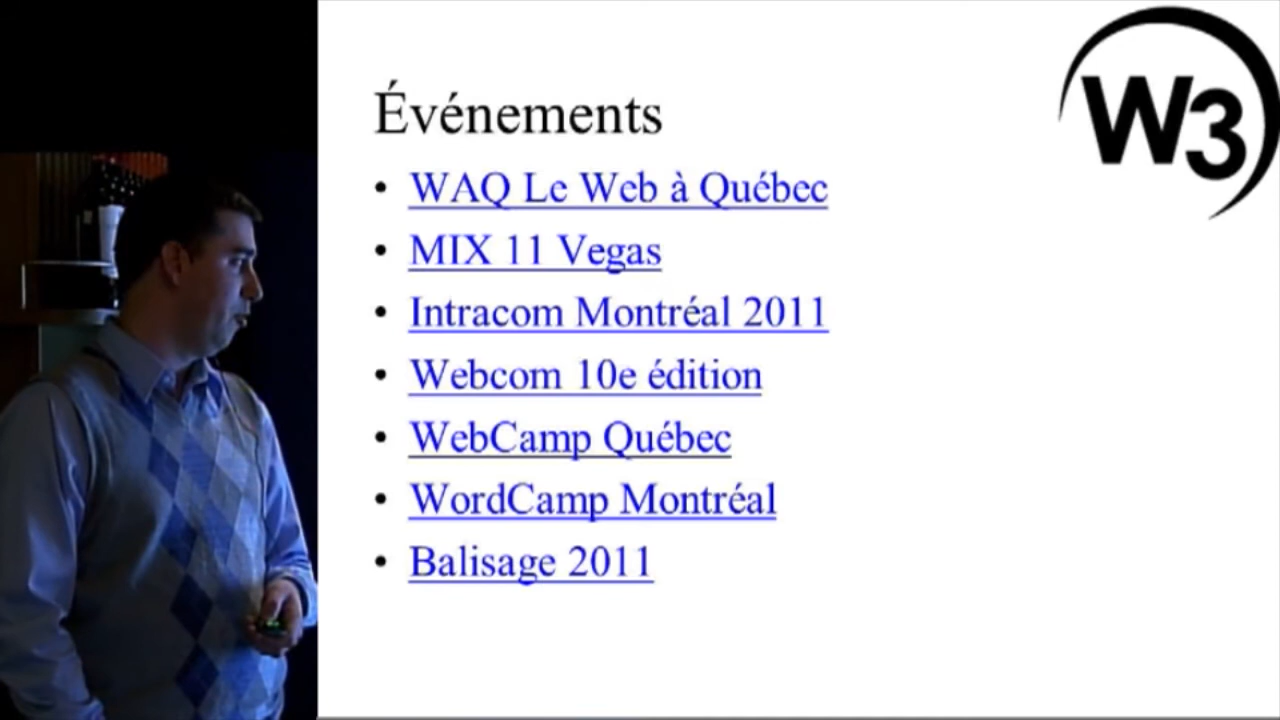 W3
Événements
• WAQ Le Web à Québec
• MIX 11 Vegas
• Intracom Montréal 2011
• Webcom 10e édition
• WebCamp Québec
• WordCamp Montréal
• Balisage 2011